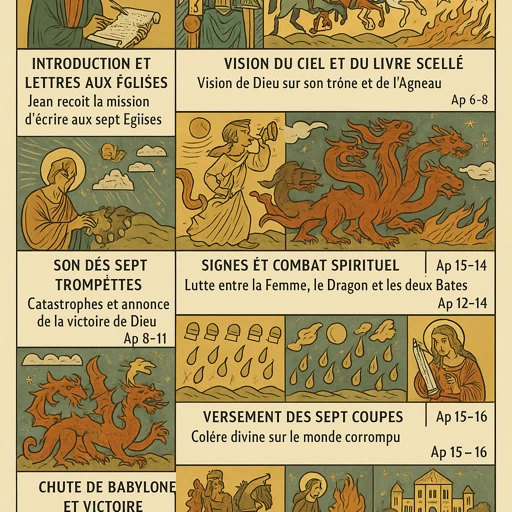 INTRODUCTION ET
LETTRES AUX ÉGLISES
Jean recoit la mission
d'écrire aux sept Egiises
VISION DU CIEL ET DU LIVRE SCELLÉ
Vision de Dieu sur son trône et de l'Agneau
Ap 6-8
SON DÉS SEPT
TROMPÉTTES
Catastrophes et annonce
de la victoire de Dieu
Ap 8–11
SIGNES ÉT COMBAT SPIRITUEL
Ap 15–14
Lutte entre la Femme, le Dragon et les deux Bates
Ap 12–14
VERSEMENT DES SEPT COUPES
Ap 15–16
Colére divine sur le monde corrompu
Ap 15 – 16
CHUTE DE BABYLONE
ET VICTOIRE